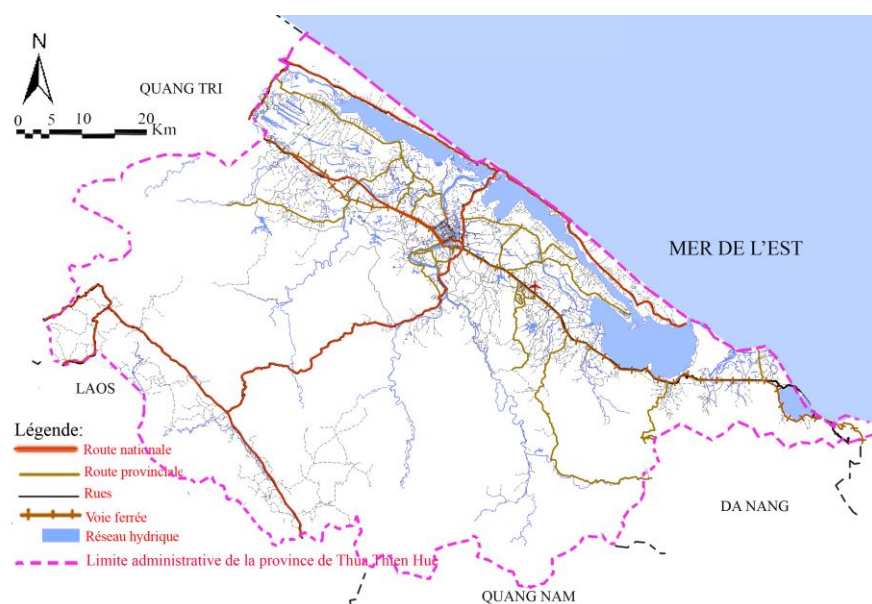 N
QUANG TRI
0 5 10 20
Km
MER DE L'EST
LAOS
Légende:
Route nationale
Route provinciale
Rues
Voie ferrée
Réseau hydrique
Limite administrative de la province de Thua Thien Hue
DA NANG
QUANG NAM